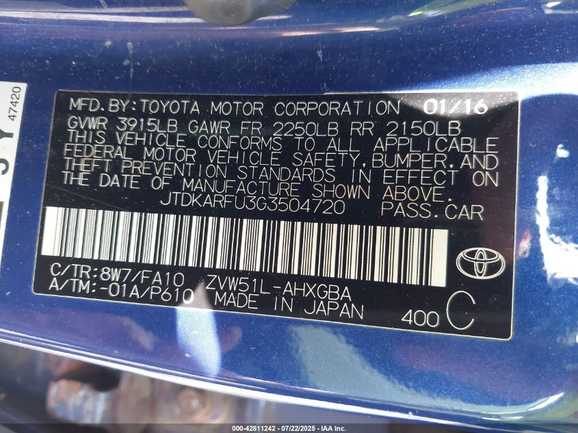 47420
MFD. BY: TOYOTA MOTOR CORPORATION 01/16
GVWR 3915LB GAWR FR 2250LB RR 2150LB
THIS VEHICLE CONFORMS TO ALL APPLICABLE
FEDERAL MOTOR VEHICLE SAFETY, BUMPER, AND
THEFT PREVENTION STANDARDS IN EFFECT ON
THE DATE OF MANUFACTURE SHOWN ABOVE.
JTDKARFU3G3504720 PASS. CAR
C/TR: 8W7/FA10 ZVW51L-AHXGBA
A/TM: -01A/P610 MADE IN JAPAN 400 C
000-42811242 - 07/22/2025 - IAA, Inc.